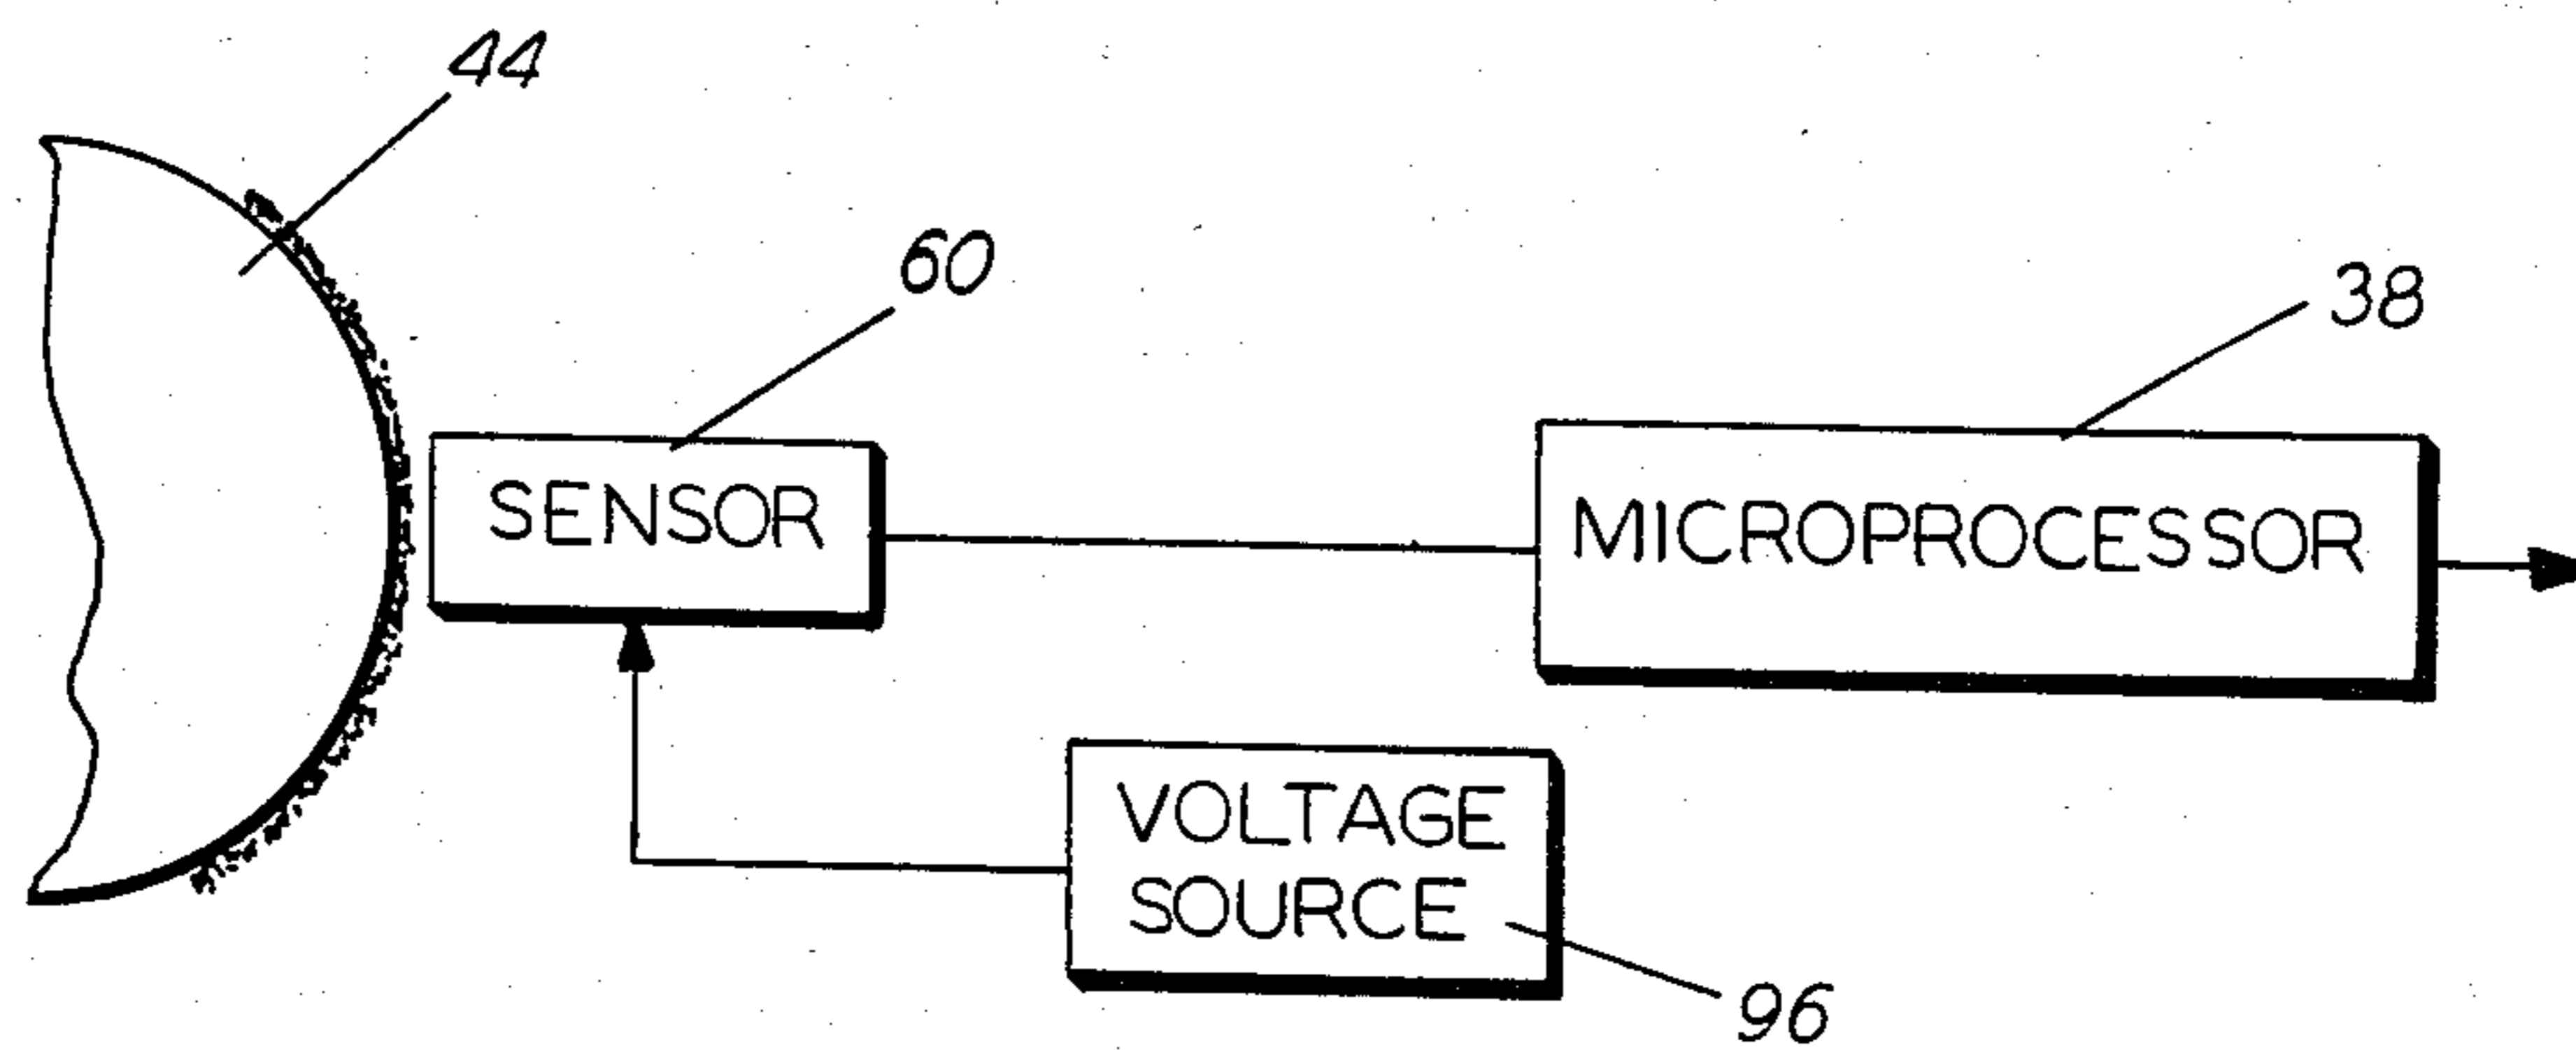 44
60
38
SENSOR
MICROPROCESSOR
VOLTAGE
SOURCE
96